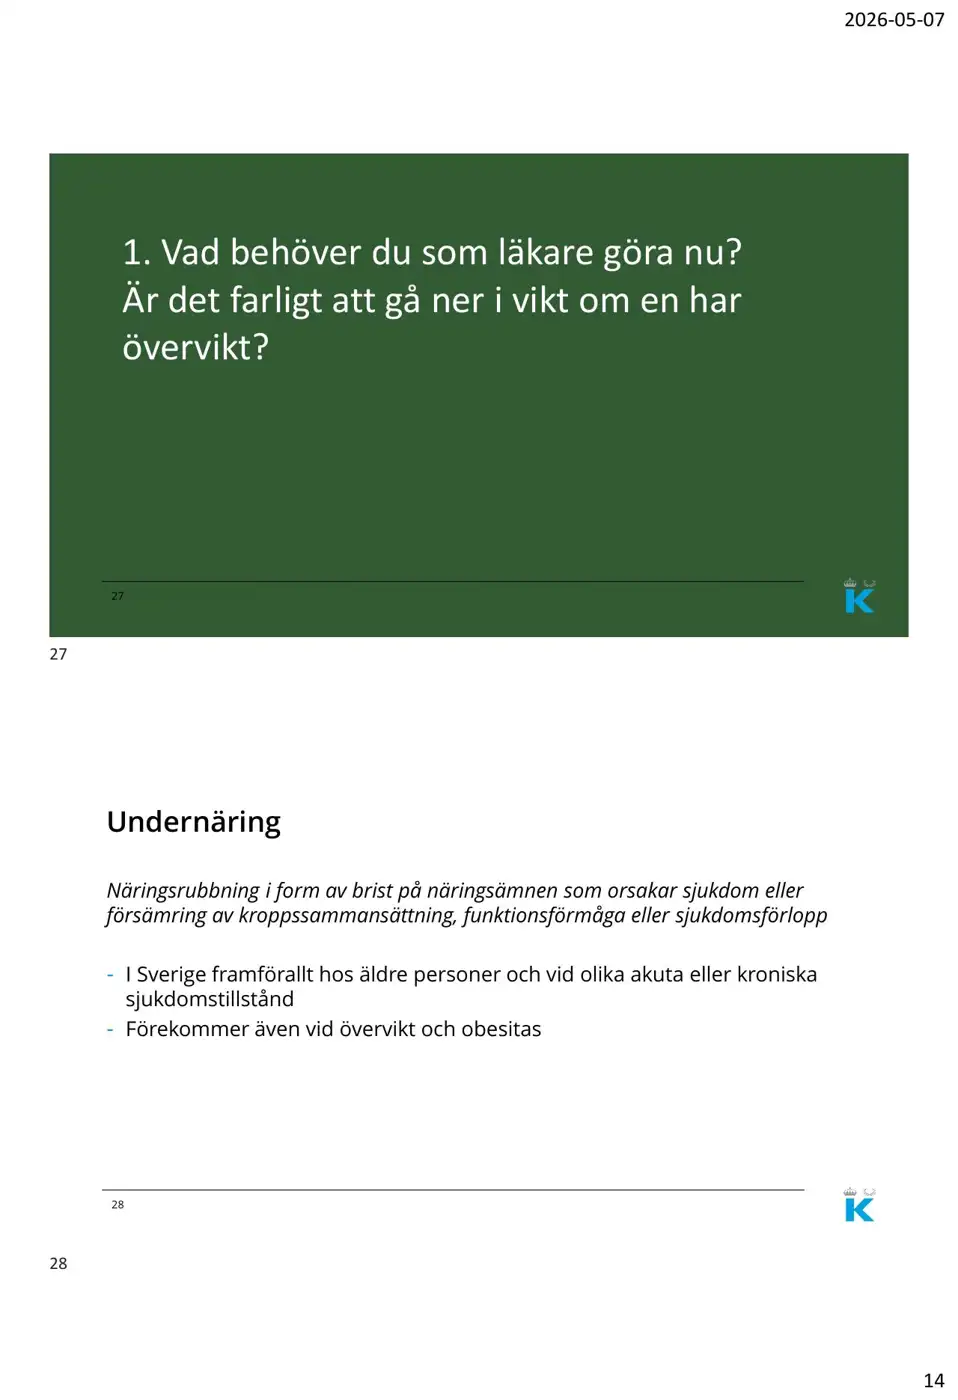 2026-05-07
1. Vad behöver du som läkare göra nu?
Är det farligt att gå ner i vikt om en har
övervikt?
27
K
27
Undernäring
Näringsrubbning i form av brist på näringsämnen som orsakar sjukdom eller
försämring av kroppssammansättning, funktionsförmåga eller sjukdomsförlopp
- I Sverige framförallt hos äldre personer och vid olika akuta eller kroniska
sjukdomstillstånd
- Förekommer även vid övervikt och obesitas
28
K
28
14